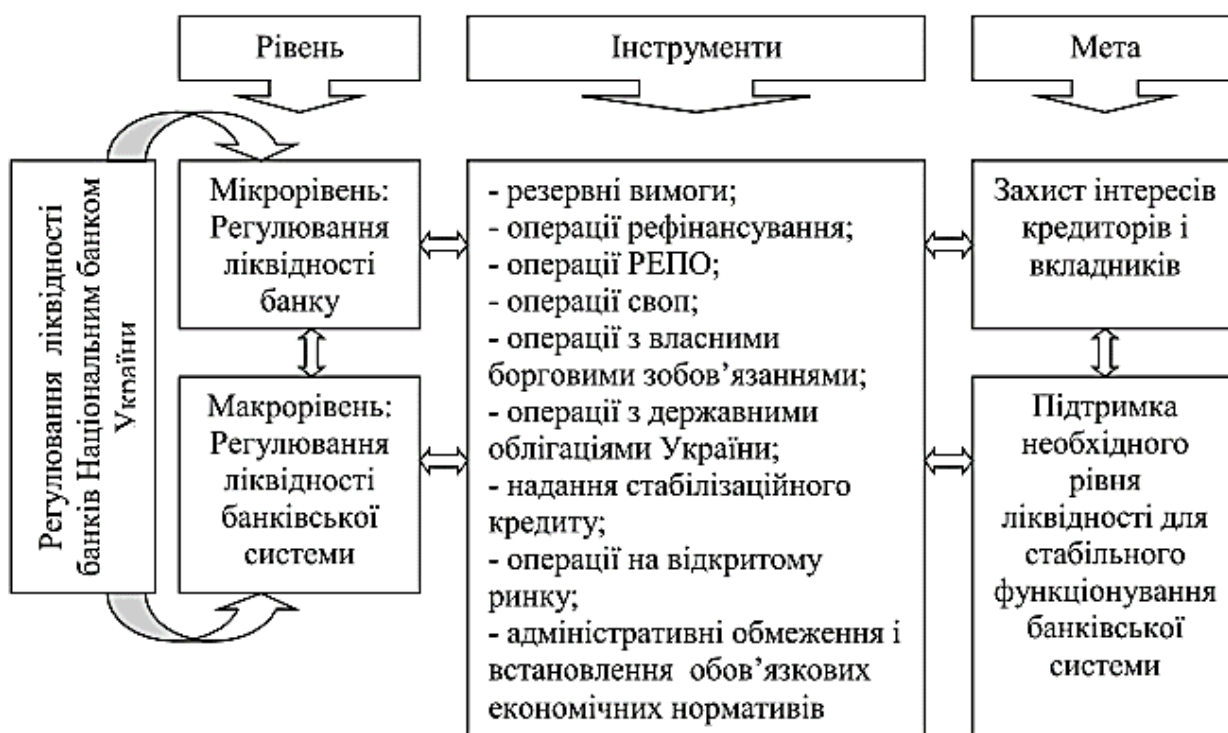 Рівень
Інструменти
Мета
Регулювання ліквідності
банків Національним банком
України
Мікрорівень:
Регулювання
ліквідності
банку
Макрорівень:
Регулювання
ліквідності
банківської
системи
- резервні вимоги;
- операції рефінансування;
- операції РЕПО;
- операції своп;
- операції з власними
борговими зобов’язаннями;
- операції з державними
облігаціями України;
- надання стабілізаційного
кредиту;
- операції на відкритому
ринку;
- адміністративні обмеження і
встановлення обов’язкових
економічних нормативів
Захист інтересів
кредиторів і
вкладників
Підтримка
необхідного
рівня
ліквідності для
стабільного
функціонування
банківської
системи